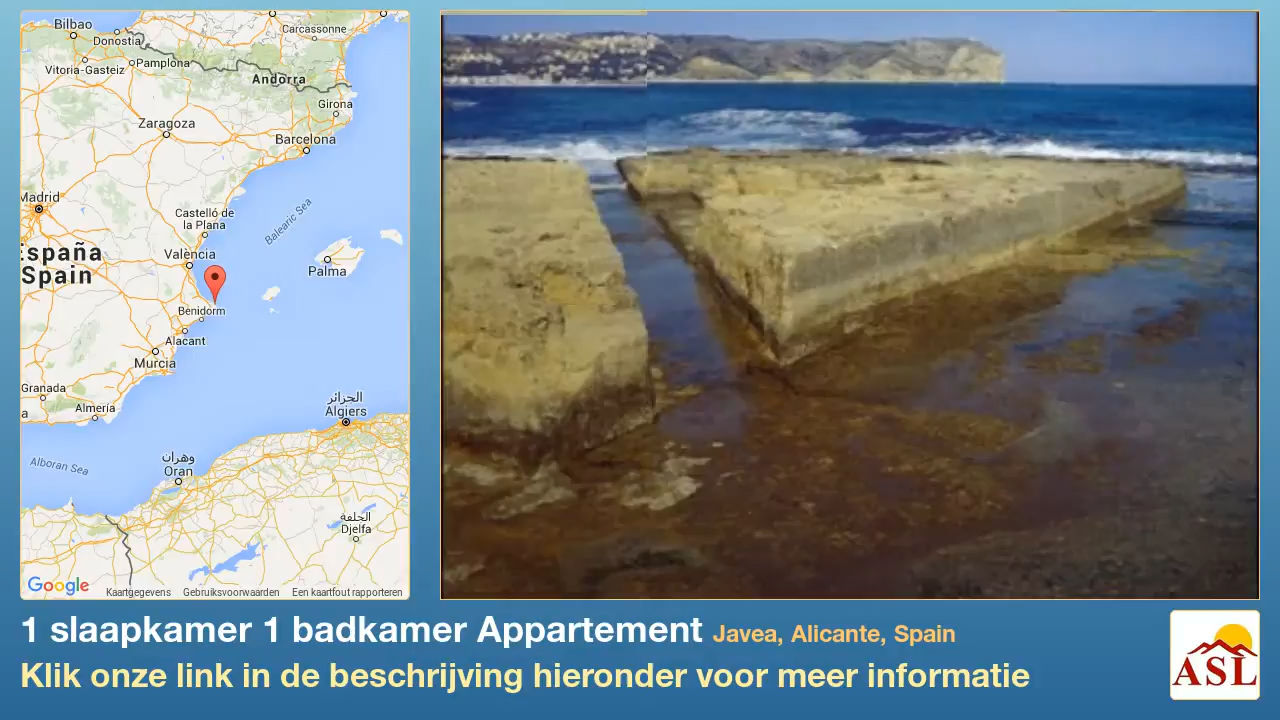 Bilbao
Donostia
Carcassonne
Vitoria-Gasteiz
Pamplona
Andorra
Girona
Zaragoza
Barcelona
Madrid
Castelló de
la Plana
Balearic Sea
España
Spain
València
Palma
Benidorm
Alacant
Murcia
Granada
Almería
a
الجزائر
Algiers
Alboran Sea
وهران
Oran
الجلفة
Djelfa
Google
Kaartgegevens Gebruiksvoorwaarden Een kaartfout rapporteren
1 slaapkamer 1 badkamer Appartement Javea, Alicante, Spain
Klik onze link in de beschrijving hieronder voor meer informatie
ASL